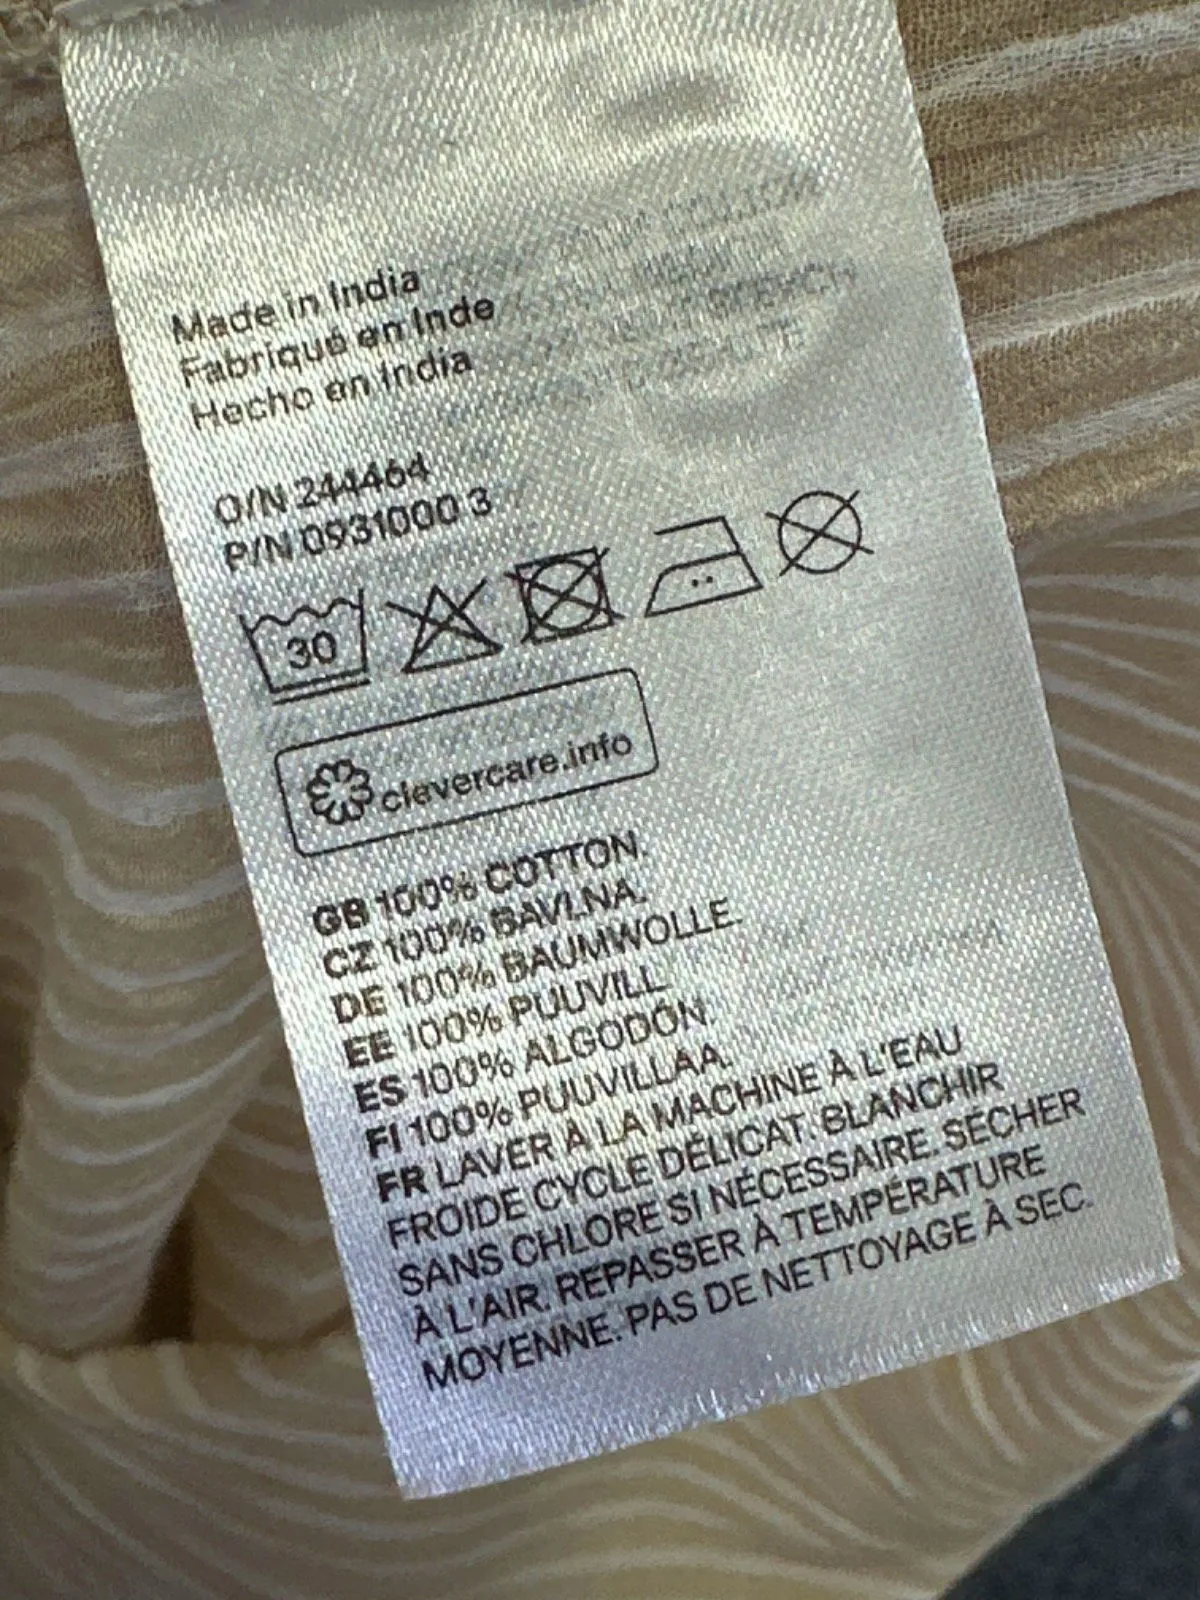 Made in India
Fabriqué en Inde
Hecho en India
O/N 244464
P/N 0931000 3
30
clevercare.info
GB 100% COTTON.
CZ 100% BAVLNA.
DE 100% BAUMWOLLE.
EE 100% PUUVILL
ES 100% ALGODÓN.
FI 100% PUUVILLAA.
FR LAVER À LA MACHINE À L'EAU
FROIDE CYCLE DÉLICAT. BLANCHIR
SANS CHLORE SI NÉCESSAIRE. SÉCHER
À L'AIR. REPASSER À TEMPÉRATURE
MOYENNE. PAS DE NETTOYAGE À SEC.